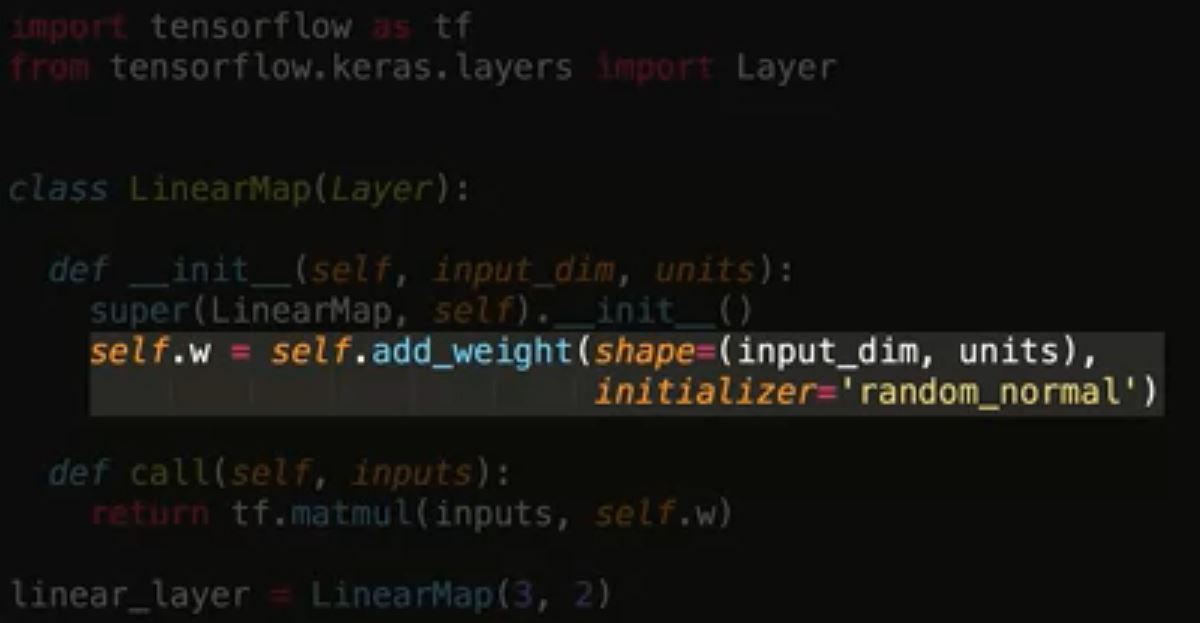 import tensorflow as tf
from tensorflow.keras.layers import Layer
class LinearMap(Layer):
def __init__(self, input_dim, units):
super(LinearMap, self).__init__()
self.w = self.add_weight(shape=(input_dim, units),
initializer='random_normal')
def call(self, inputs):
return tf.matmul(inputs, self.w)
linear_layer = LinearMap(3, 2)